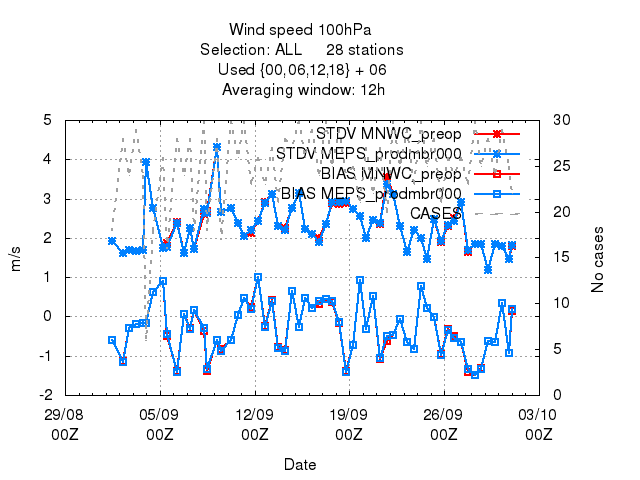 Wind speed 100hPa
Selection: ALL 28 stations
Used {00,06,12,18} + 06
Averaging window: 12h
5 30
STDV MNWC_preop
STDV MEPS_prodmbr000
4 25
BIAS MNWC_preop
BIAS MEPS_prodmbr000
3 20
CASES
2 15
1 10
0
-1 5
-2 0
m/s
No cases
29/08 05/09 12/09 19/09 26/09 03/10
00Z 00Z 00Z 00Z 00Z 00Z
Date